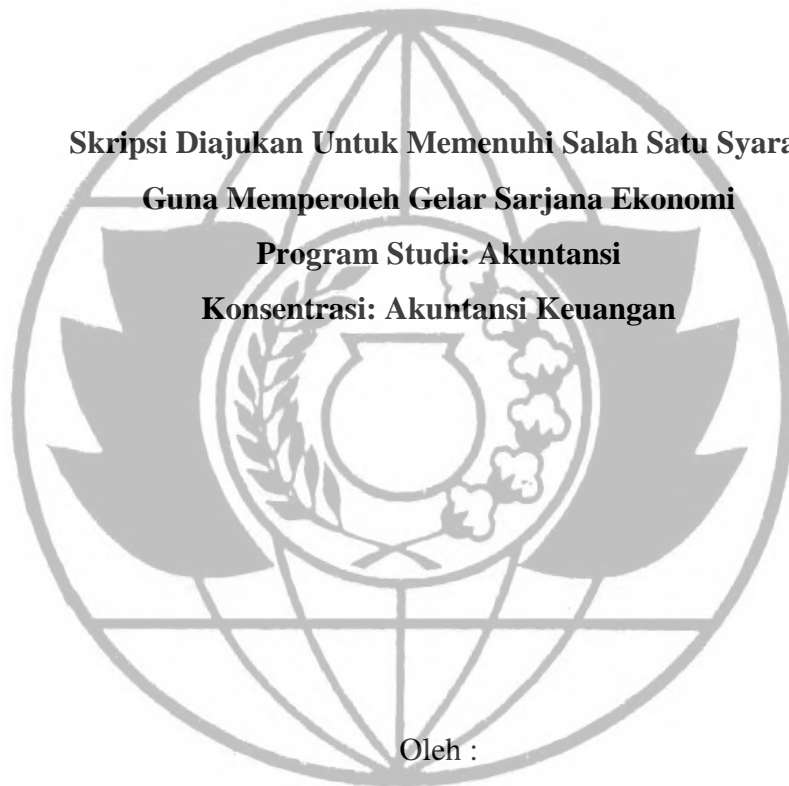 Skripsi Diajukan Untuk Memenuhi Salah Satu Syara
Guna Memperoleh Gelar Sarjana Ekonomi
Program Studi: Akuntansi
Konsentrasi: Akuntansi Keuangan
Oleh :